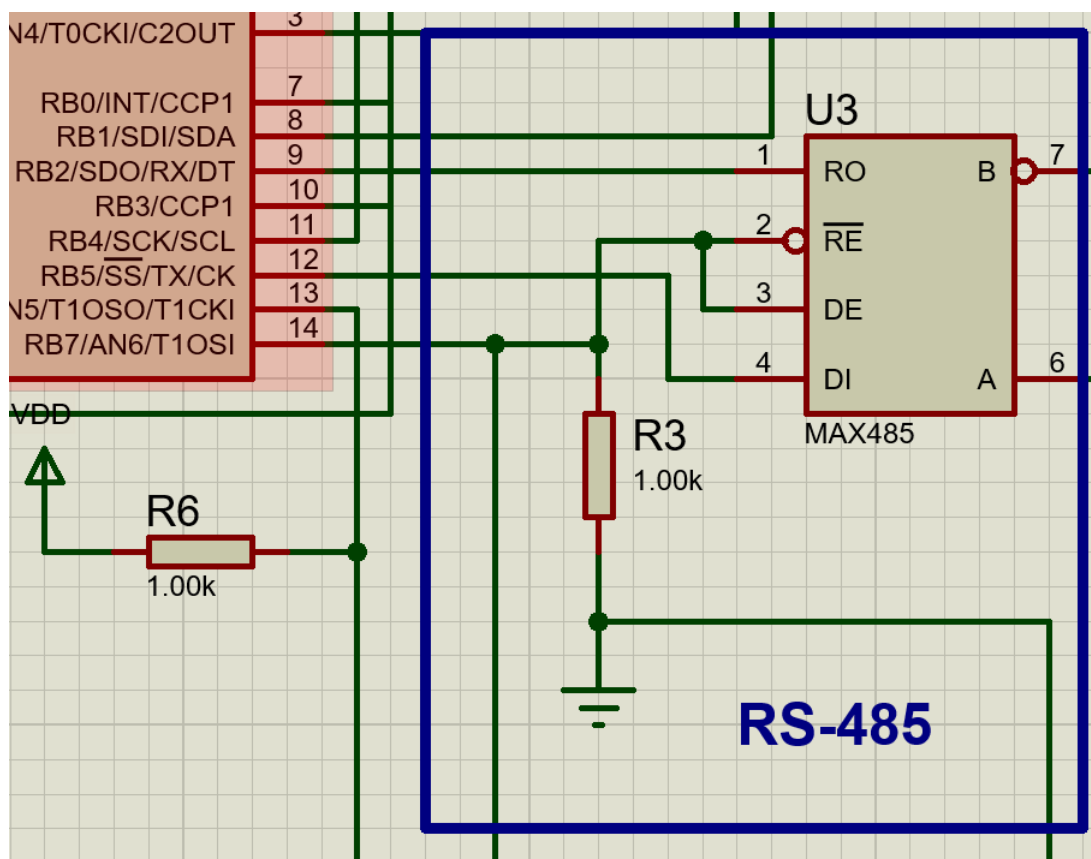 N4/T0CKI/C2OUT 3
RB0/INT/CCP1 7
RB1/SDI/SDA 8
RB2/SDO/RX/DT 9
RB3/CCP1 10
RB4/SCK/SCL 11
RB5/SS/TX/CK 12
N5/T1OSO/T1CKI 13
RB7/AN6/T1OSI 14
VDD
R6
1.00k
U3
1 RO B 7
2 RE
3 DE
4 DI A 6
MAX485
R3
1.00k
RS-485